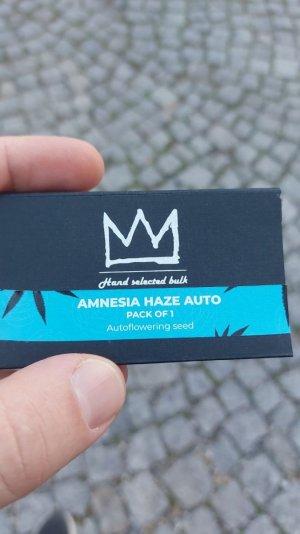 Hand selected bulk
AMNESIA HAZE AUTO
PACK OF 1
Autoflowering seed